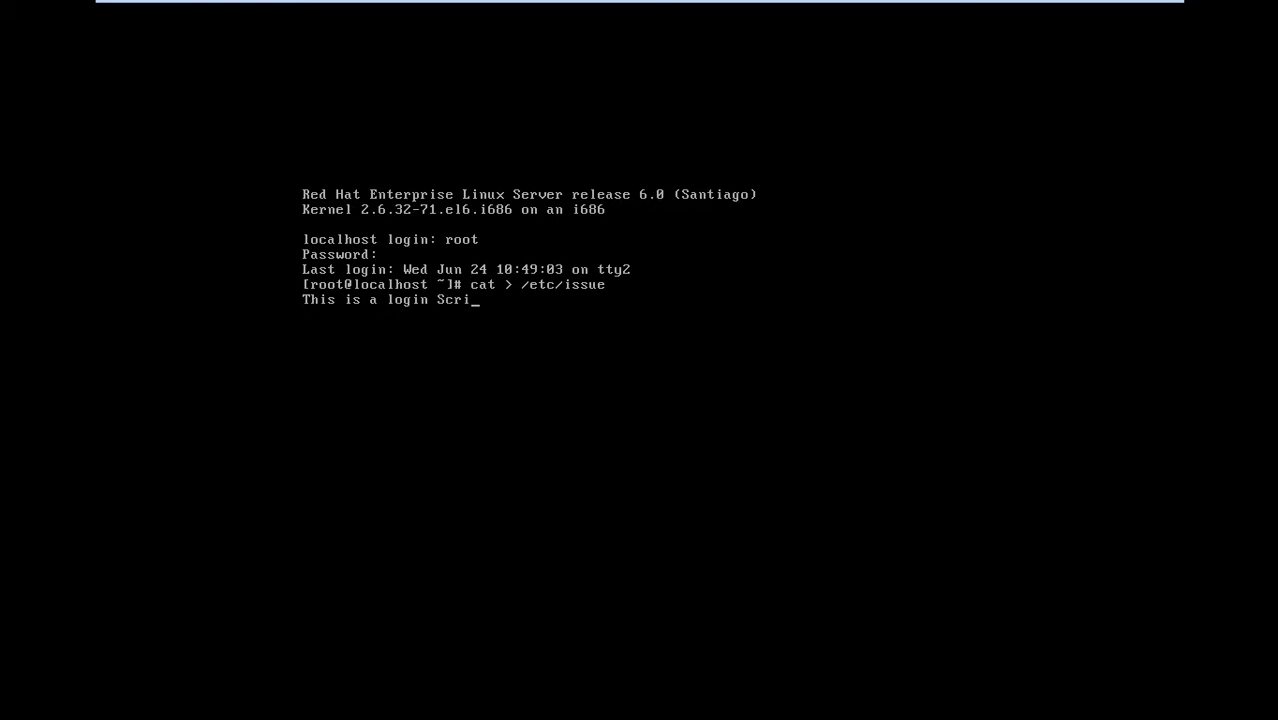 Red Hat Enterprise Linux Server release 6.0 (Santiago)
Kernel 2.6.32-71.el6.i686 on an i686
localhost login: root
Password:
Last login: Wed Jun 24 10:49:03 on tty2
[root@localhost ~]# cat > /etc/issue
This is a login Scri_